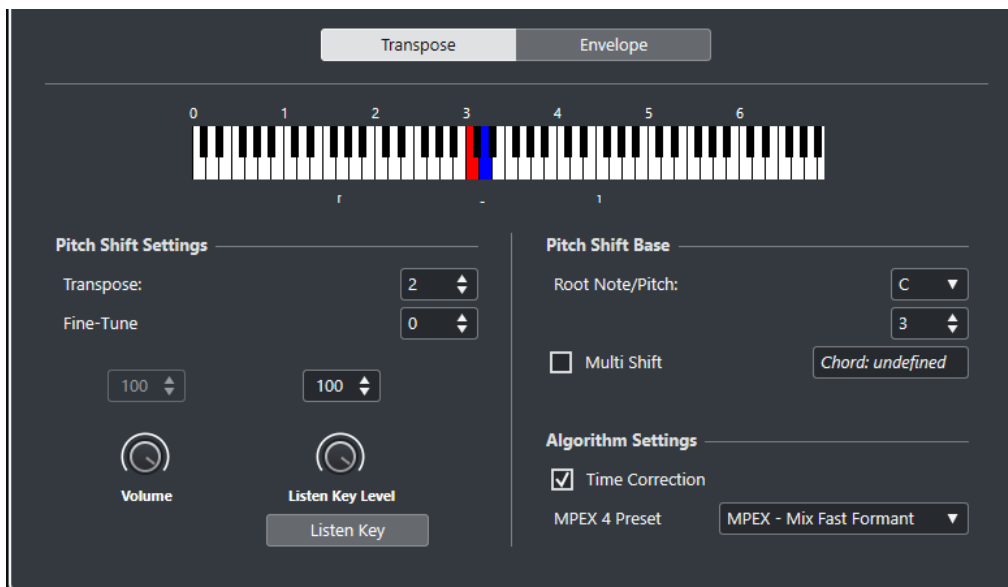 Transpose Envelope
0 1 2 3 4 5 6
Pitch Shift Settings
Transpose: 2
Fine-Tune 0
100 100
Volume Listen Key Level
Listen Key
Pitch Shift Base
Root Note/Pitch: C
3
Multi Shift Chord: undefined
Algorithm Settings
Time Correction
MPEX 4 Preset MPEX - Mix Fast Formant